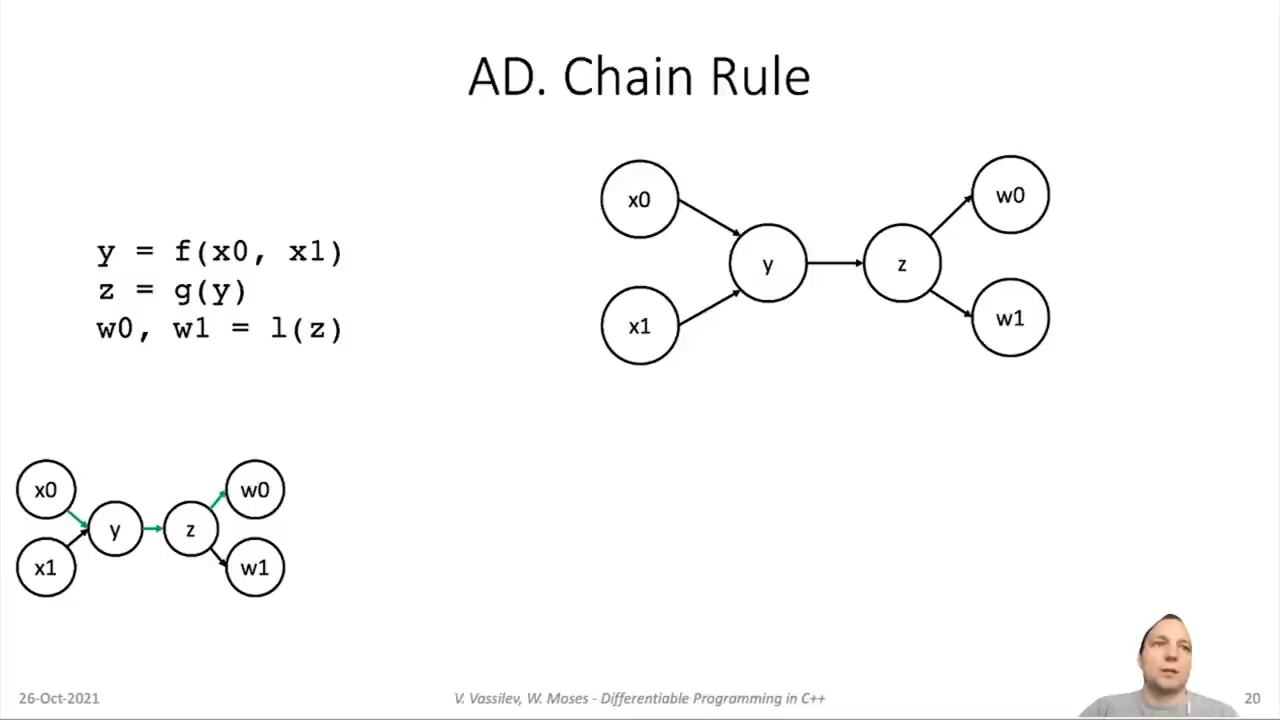 AD. Chain Rule
y = f(x0, x1)
z = g(y)
w0, w1 = l(z)
x0
x1
y
z
w0
w1
x0
x1
y
z
w0
w1
26-Oct-2021
V. Vassilev, W. Moses - Differentiable Programming in C++
20